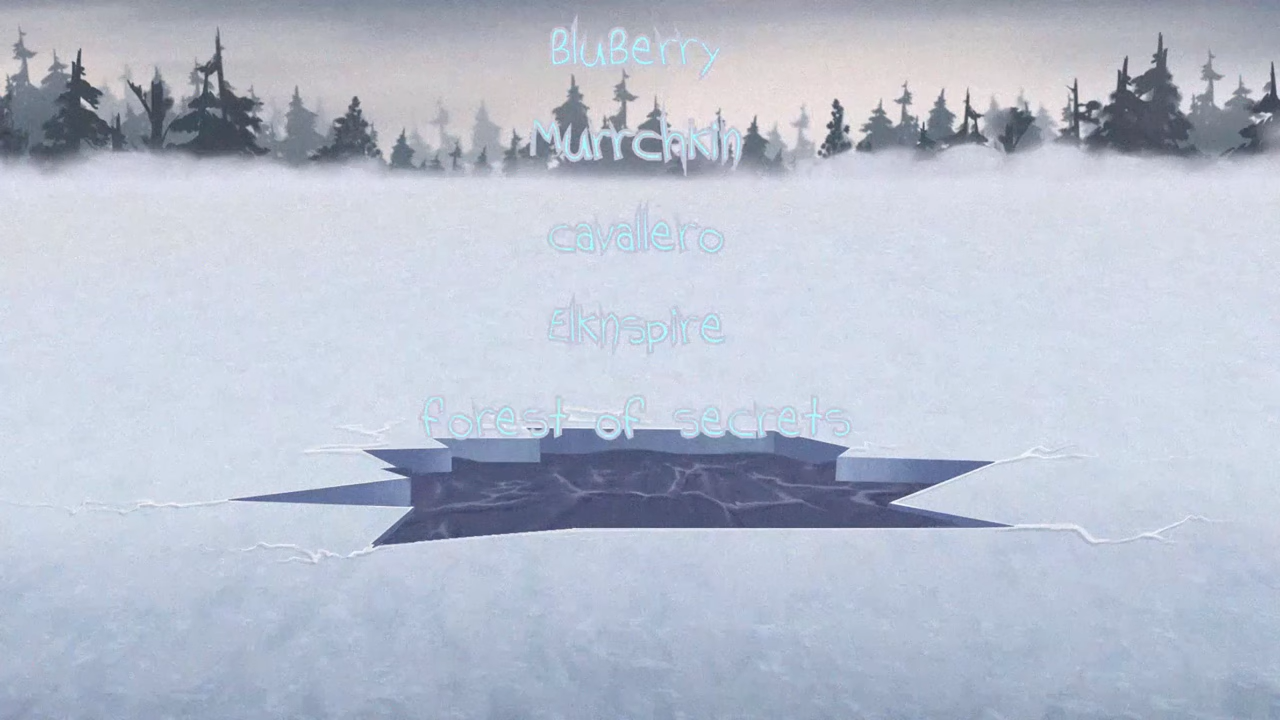 BluBerry
Murrchkin
cavallero
Elknspire
forest of secrets